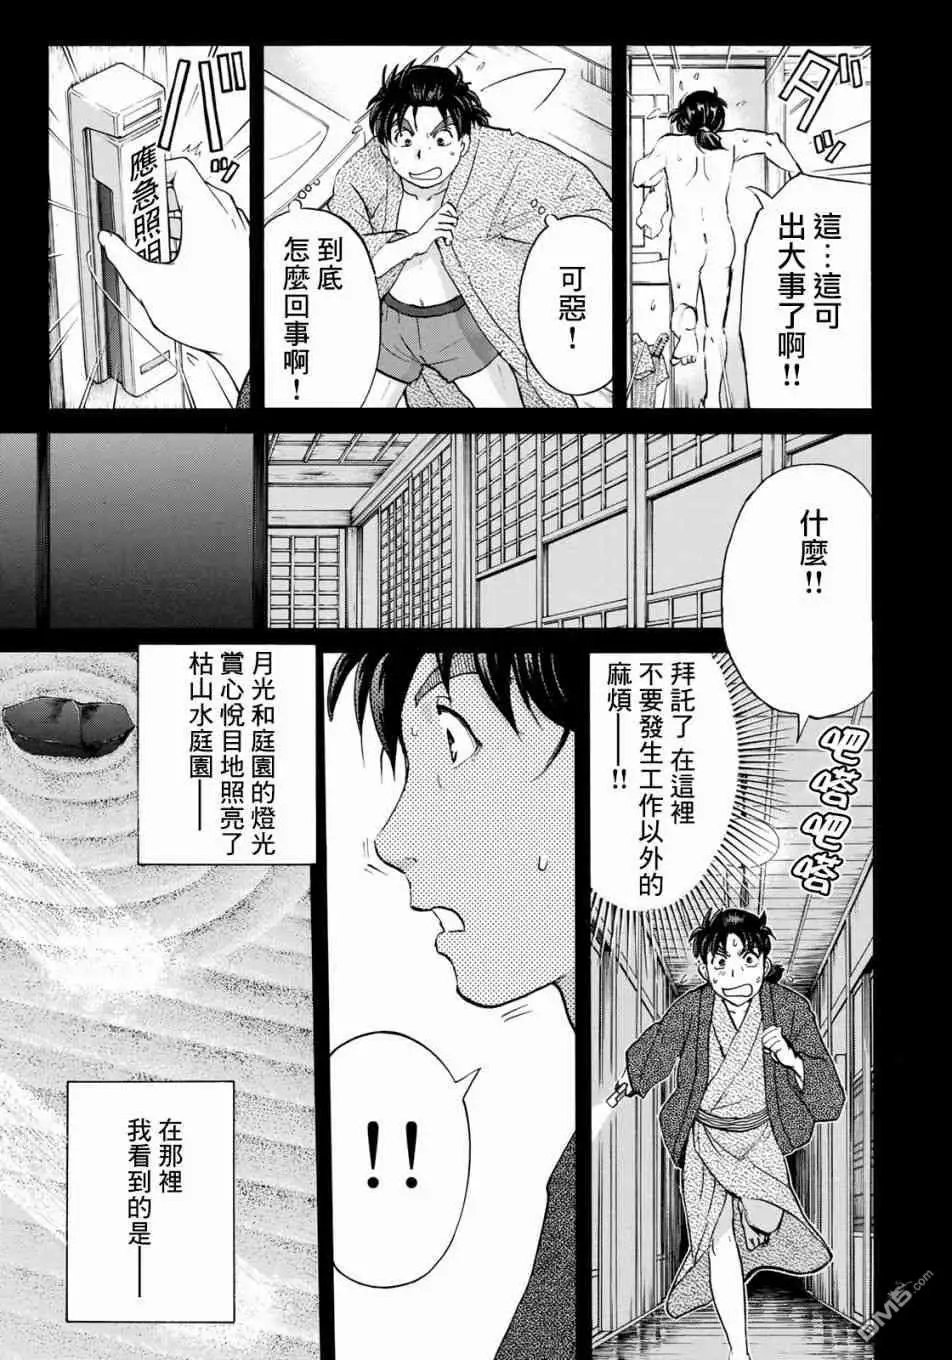 這…這可
出大事了啊!!
ダッ
可惡!
到底
怎麼回事啊!
ガバッ
應急照明
什麼!!
吧嗒吧嗒
拜託了 在這裡
不要發生工作以外的
麻煩──!!
!!
月光和庭園的燈光
賞心悅目地照亮了
枯山水庭園──
在那裡
我看到的是──
DM5.com